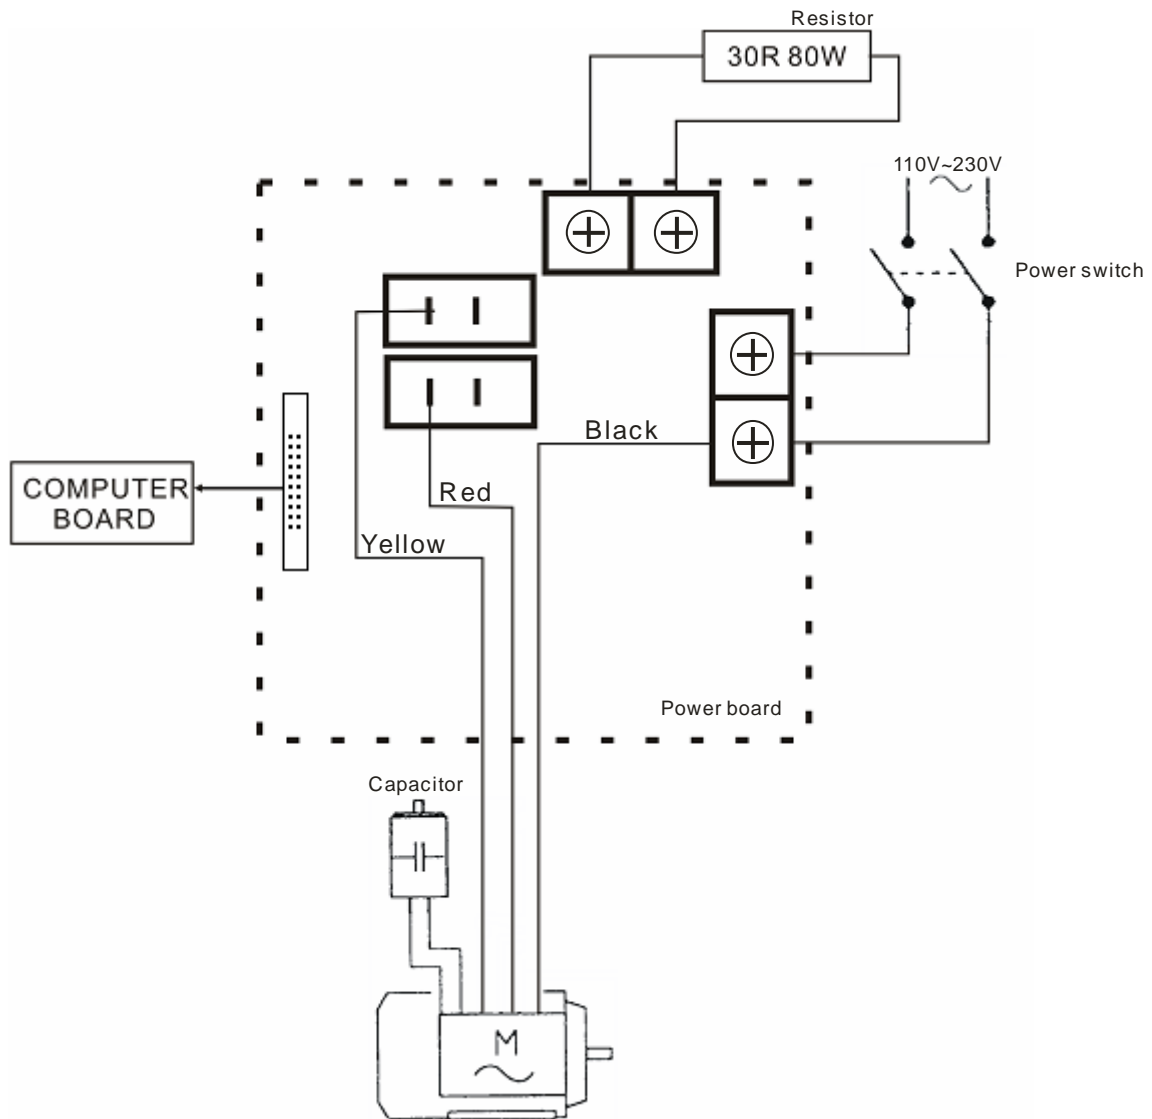 Resistor
30R 80W
110V~230V
Power switch
Black
Red
COMPUTER
BOARD
Yellow
Power board
Capacitor
M